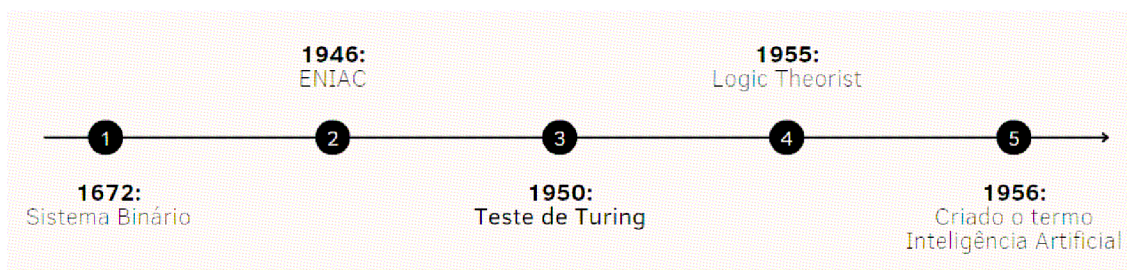 1946:
ENIAC
1955:
Logic Theorist
1
2
3
4
5
1672:
Sistema Binário
1950:
Teste de Turing
1956:
Criado o termo
Inteligência Artificial